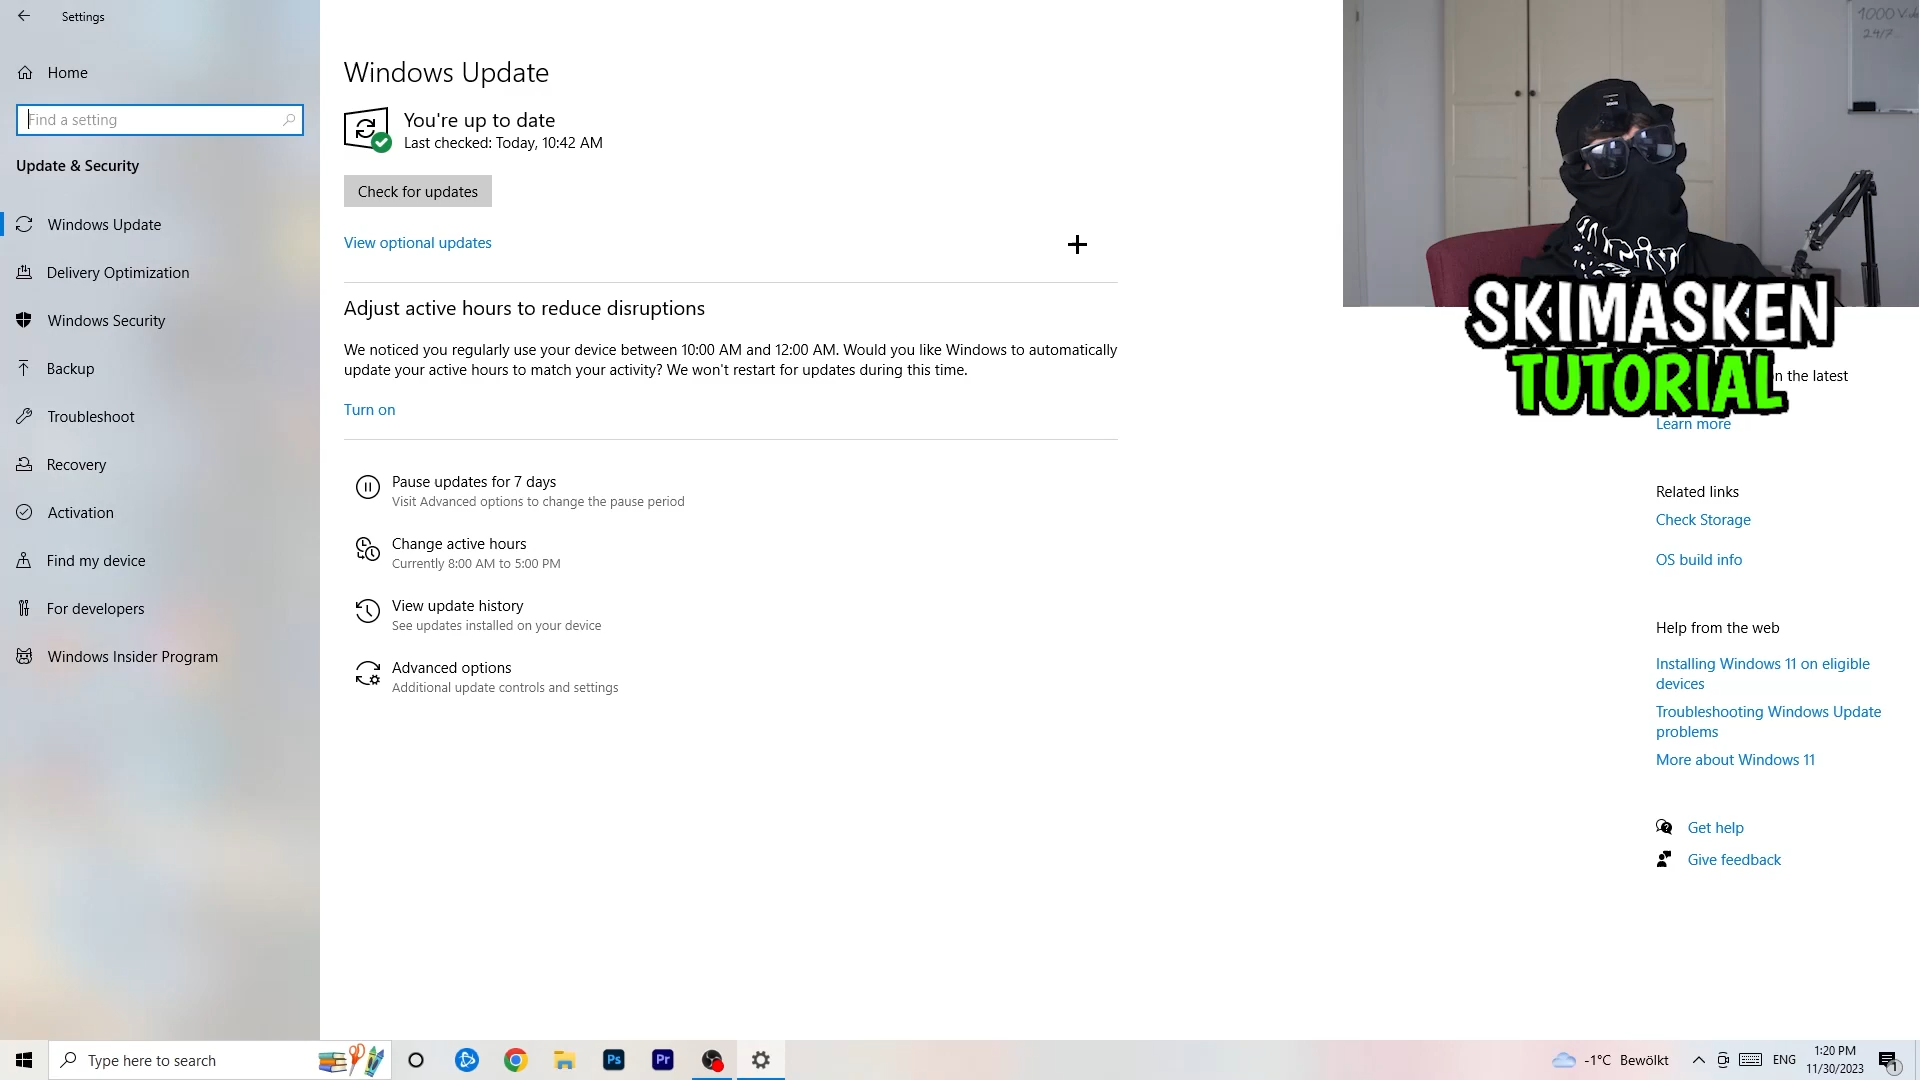 Settings
Home
Find a setting
Update & Security
Windows Update
Delivery Optimization
Windows Security
Backup
Troubleshoot
Recovery
Activation
Find my device
For developers
Windows Insider Program
Windows Update
You're up to date
Last checked: Today, 10:42 AM
Check for updates
View optional updates
Adjust active hours to reduce disruptions
We noticed you regularly use your device between 10:00 AM and 12:00 AM. Would you like Windows to automatically
update your active hours to match your activity? We won't restart for updates during this time.
Turn on
Pause updates for 7 days
Visit Advanced options to change the pause period
Change active hours
Currently 8:00 AM to 5:00 PM
View update history
See updates installed on your device
Advanced options
Additional update controls and settings
1000
24/7
SKIMASKEN
TUTORIAL
n the latest
Learn more
Related links
Check Storage
OS build info
Help from the web
Installing Windows 11 on eligible
devices
Troubleshooting Windows Update
problems
More about Windows 11
Get help
Give feedback
Type here to search
Ps
Pr
-1°C Bewölkt
ENG
1:20 PM
11/30/2023
1